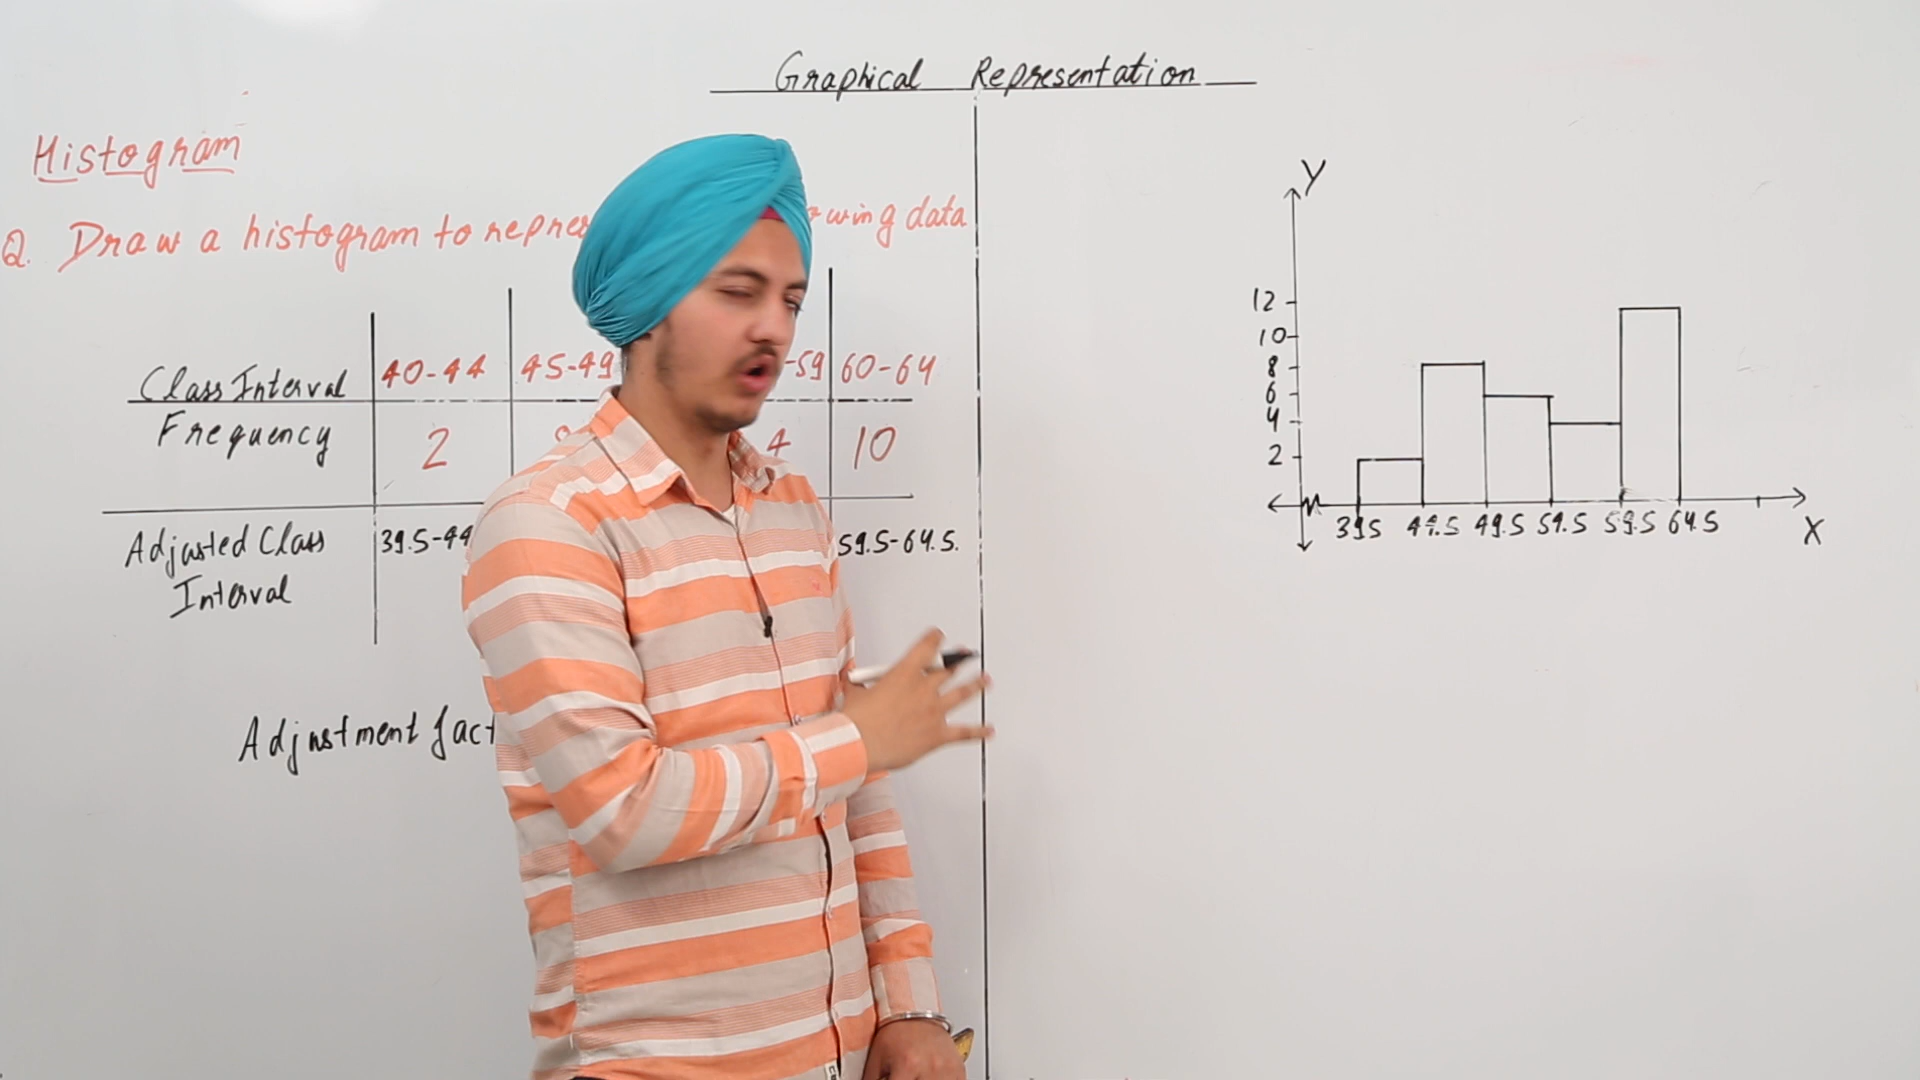 Graphical Representation
Histogram
Q. Draw a histogram to owing data
Class Interval 40-44 45-49 -59 60-64
Frequency 2 4 10
Adjusted Class 39.5-44 59.5-64.5.
Interval
Adjustment fact
Y
12
10
8
6
4
2
39.5 44.5 49.5 54.5 59.5 64.5
X